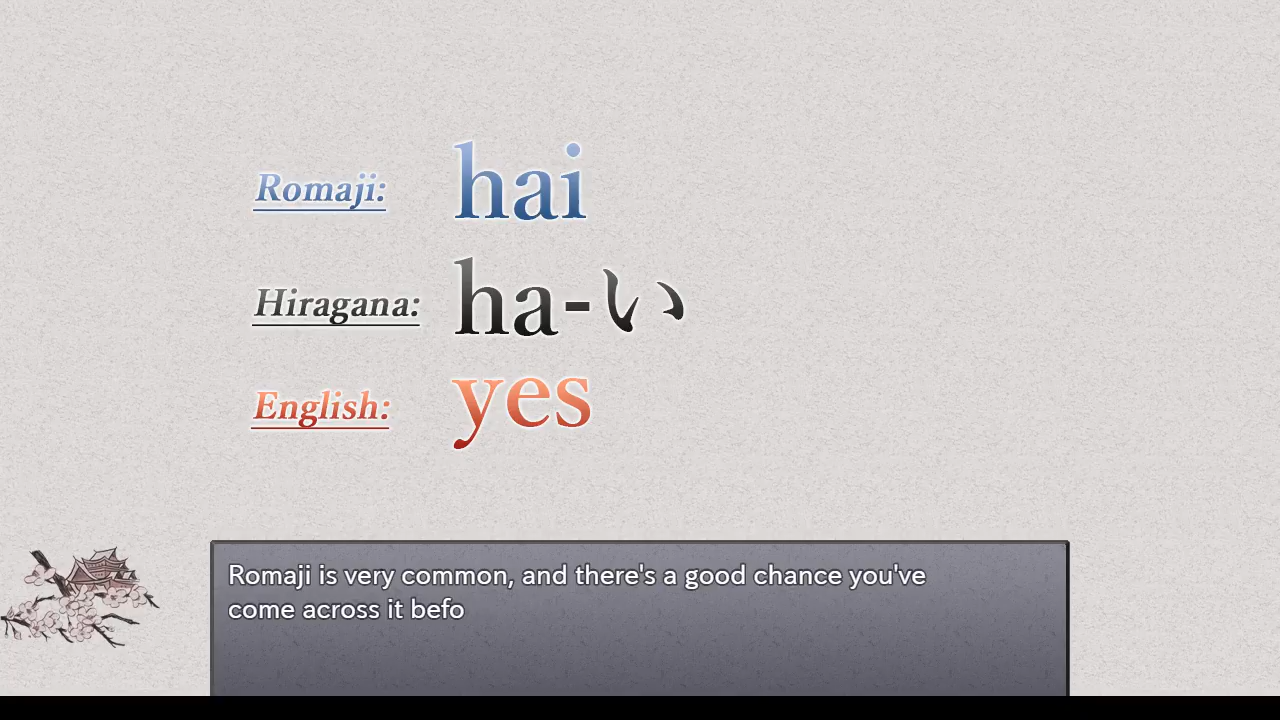 Romaji: hai
Hiragana: ha-い
English: yes
Romaji is very common, and there's a good chance you've
come across it befo